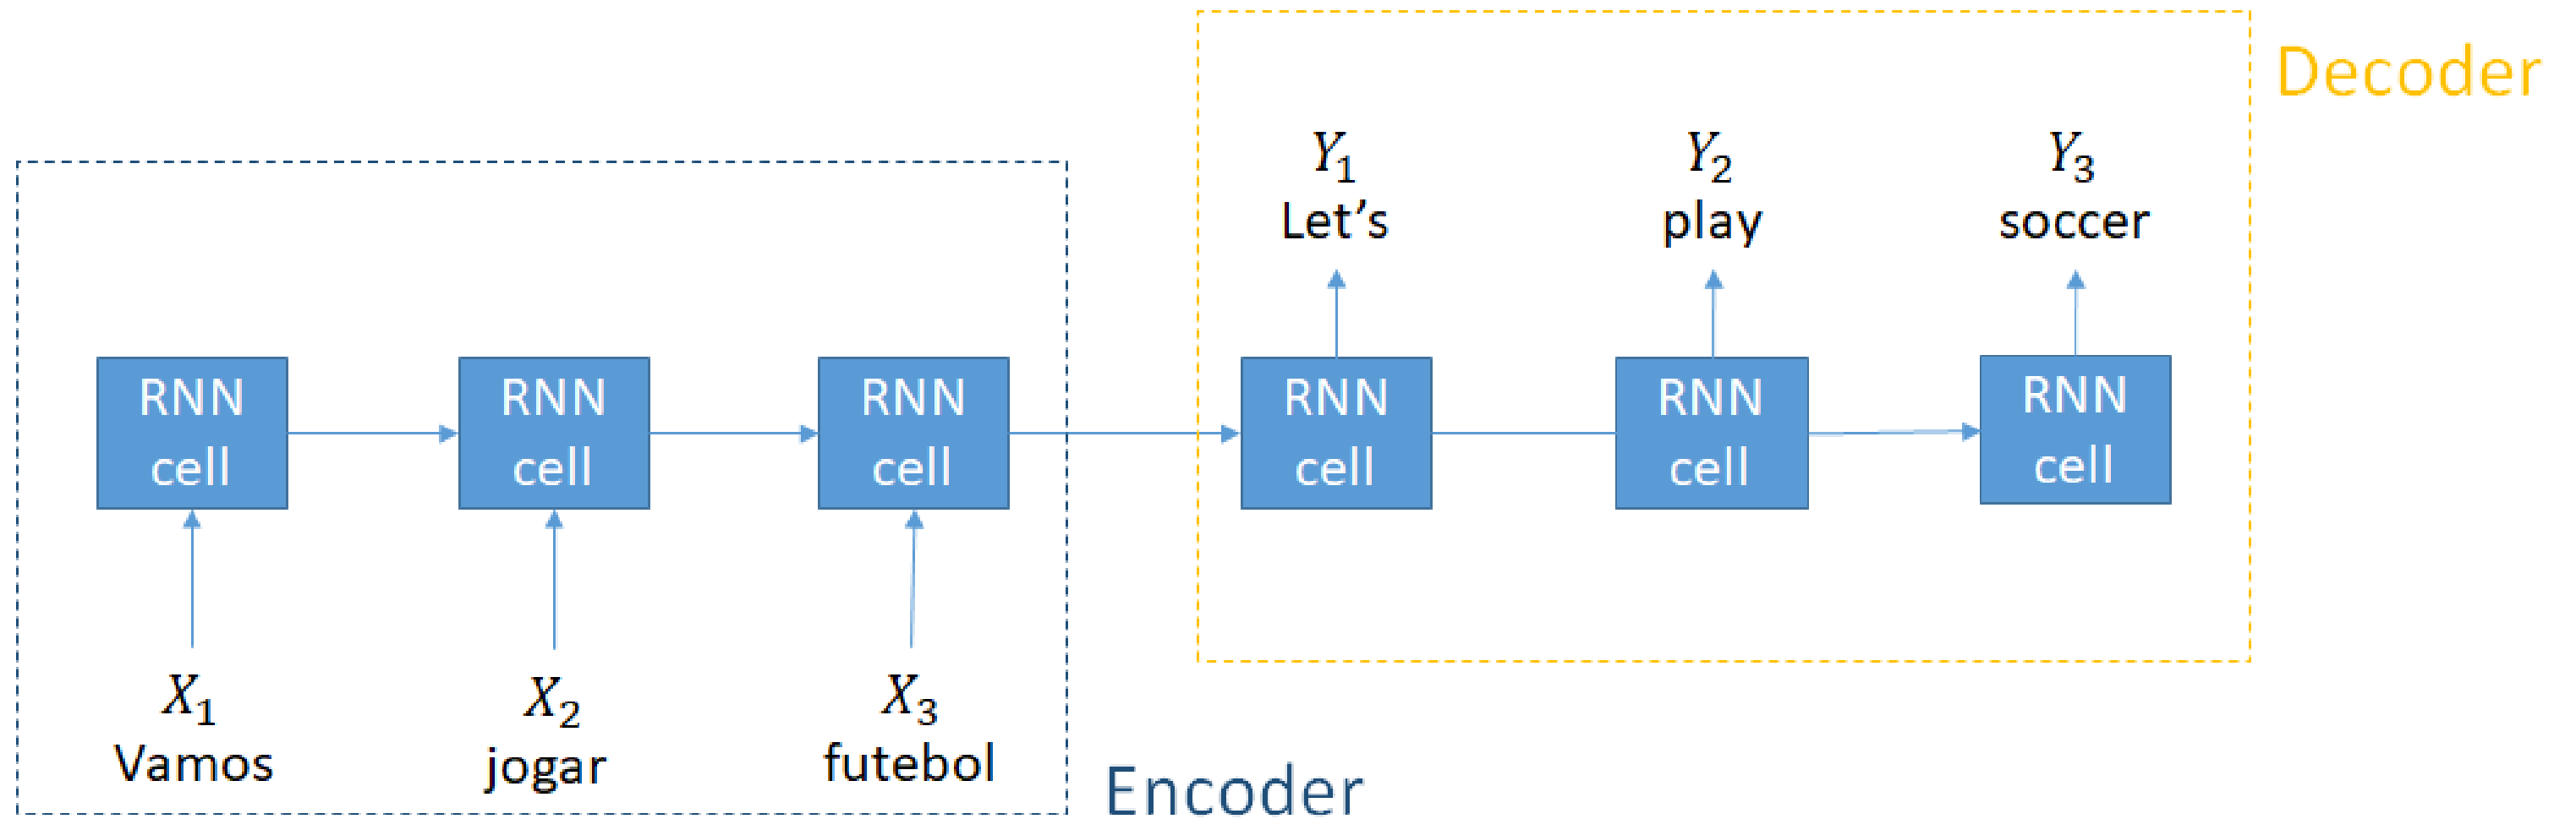 Decoder
Y1 Y2 Y3
Let's play soccer
RNN cell RNN cell RNN cell RNN cell RNN cell RNN cell
X1 X2 X3
Vamos jogar futebol
Encoder